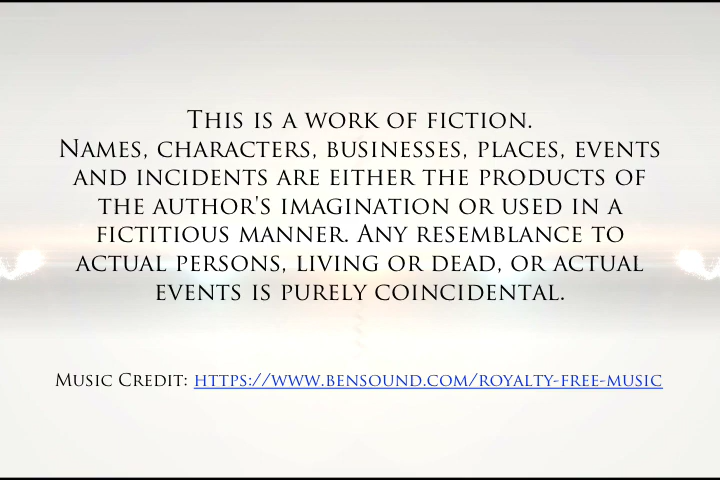 This is a work of fiction.
Names, characters, businesses, places, events
and incidents are either the products of
the author's imagination or used in a
fictitious manner. Any resemblance to
actual persons, living or dead, or actual
events is purely coincidental.
Music Credit: https://www.bensound.com/royalty-free-music